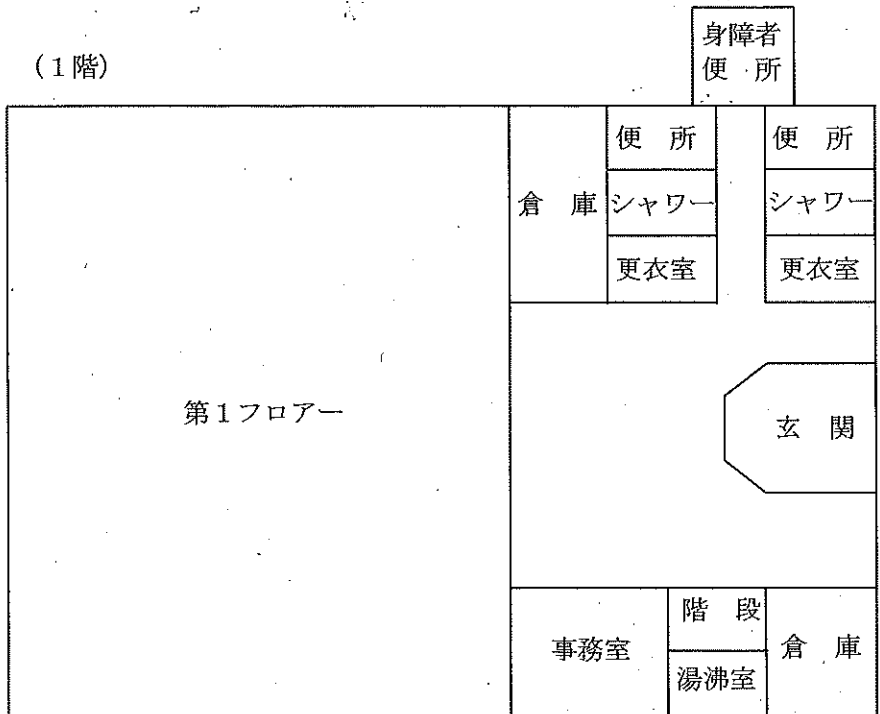 身障者
便所
(1階)
便所
便所
倉庫
シャワー
シャワー
更衣室
更衣室
第1フロアー
玄関
階段
事務室
倉庫
湯沸室